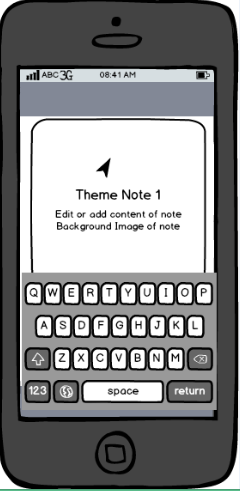 ABC 3G 08:41 AM
Theme Note 1
Edit or add content of note
Background Image of note
Q W E R T Y U I O P
A S D F G H J K L
Z X C V B N M
123 space return